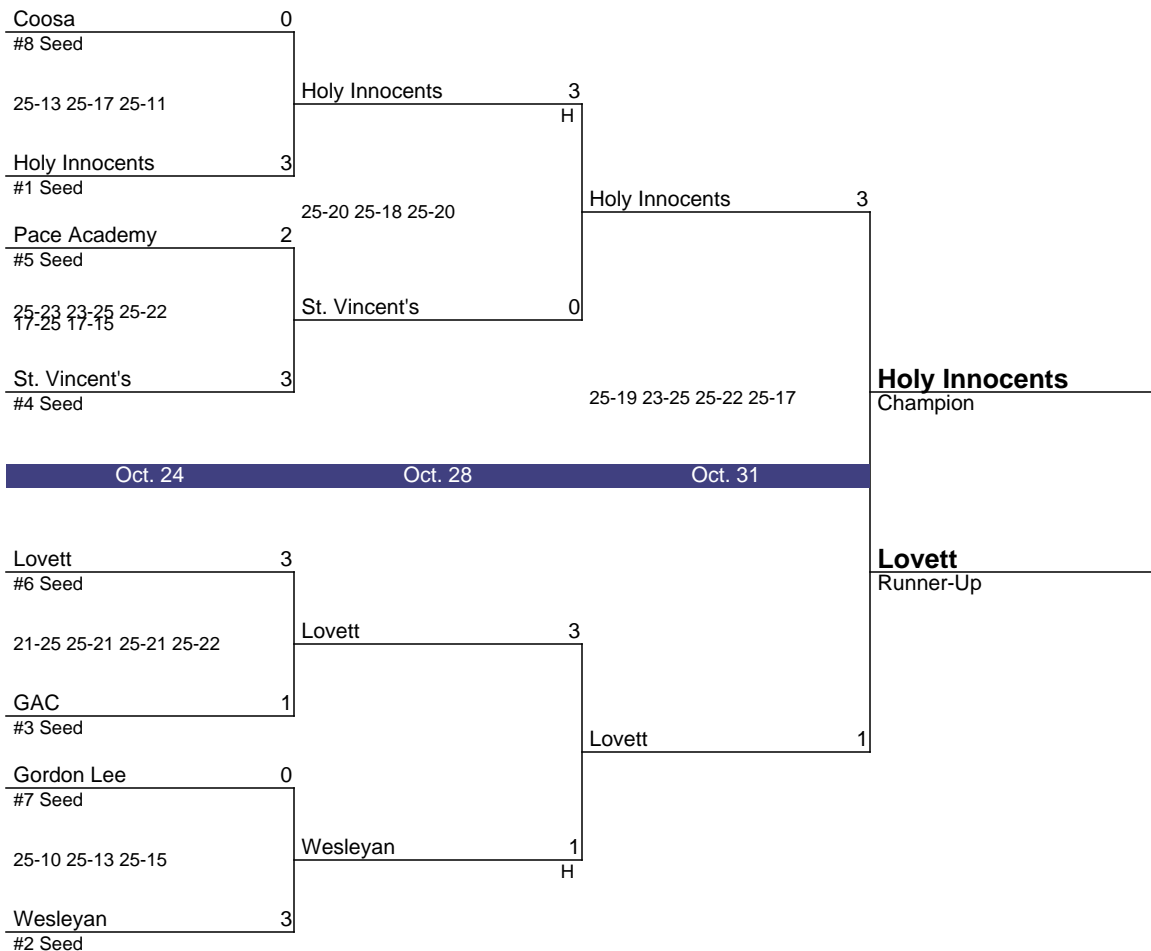 Coosa 0
#8 Seed
25-13 25-17 25-11
Holy Innocents 3
#1 Seed
Holy Innocents 3
H
25-20 25-18 25-20
Pace Academy 2
#5 Seed
25-23 23-25 25-22
17-25 17-15
St. Vincent's 3
#4 Seed
St. Vincent's 0
Holy Innocents 3
25-19 23-25 25-22 25-17
Holy Innocents
Champion
Oct. 24 Oct. 28 Oct. 31
Lovett 3
#6 Seed
21-25 25-21 25-21 25-22
GAC 1
#3 Seed
Lovett 3
Lovett 1
Lovett
Runner-Up
Gordon Lee 0
#7 Seed
25-10 25-13 25-15
Wesleyan 3
#2 Seed
Wesleyan 1
H